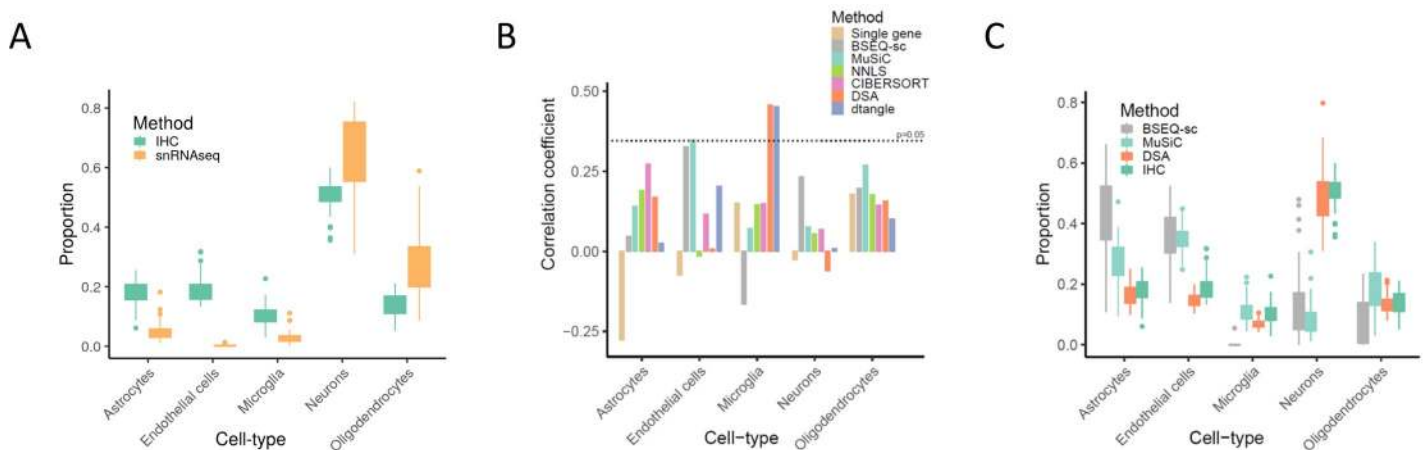 A
Proportion
0.8
0.6
0.4
0.2
0.0
Method
IHC
snRNAseq
Astrocytes
Endothelial cells
Microglia
Neurons
Oligodendrocytes
Cell-type
B
Correlation coefficient
0.50
0.25
0.00
−0.25
Method
Single gene
BSEQ-sc
MuSiC
NNLS
CIBERSORT
DSA
dtangle
p=0.05
Astrocytes
Endothelial cells
Microglia
Neurons
Oligodendrocytes
Cell−type
C
Proportion
0.8
0.6
0.4
0.2
0.0
Method
BSEQ-sc
MuSiC
DSA
IHC
Astrocytes
Endothelial cells
Microglia
Neurons
Oligodendrocytes
Cell−type